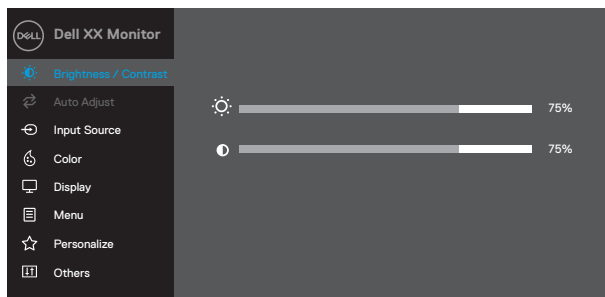 DELL Dell XX Monitor
Brightness / Contrast
Auto Adjust
Input Source
Color
Display
Menu
Personalize
Others
75%
75%